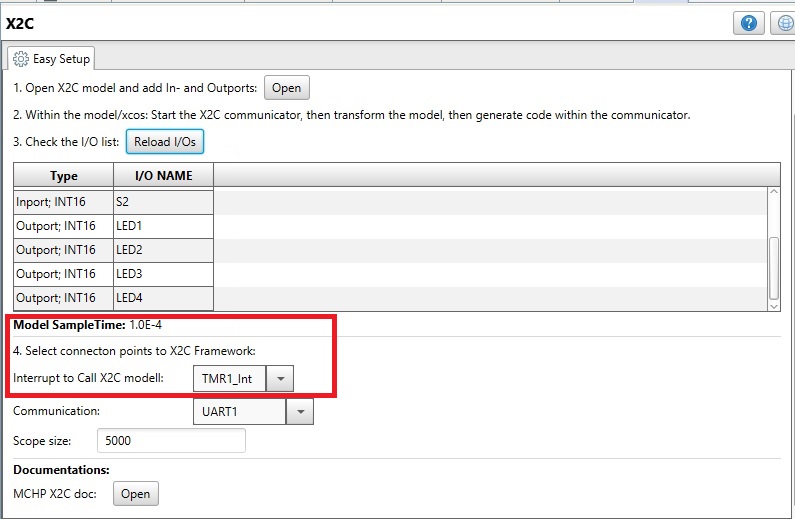 X2C
Easy Setup
1. Open X2C model and add In- and Outports: Open
2. Within the model/xcos: Start the X2C communicator, then transform the model, then generate code within the communicator.
3. Check the I/O list: Reload I/Os
Type I/O NAME
Inport; INT16 S2
Outport; INT16 LED1
Outport; INT16 LED2
Outport; INT16 LED3
Outport; INT16 LED4
Model SampleTime: 1.0E-4
4. Select connecton points to X2C Framework:
Interrupt to Call X2C modell: TMR1_Int
Communication: UART1
Scope size: 5000
Documentations:
MCHP X2C doc: Open